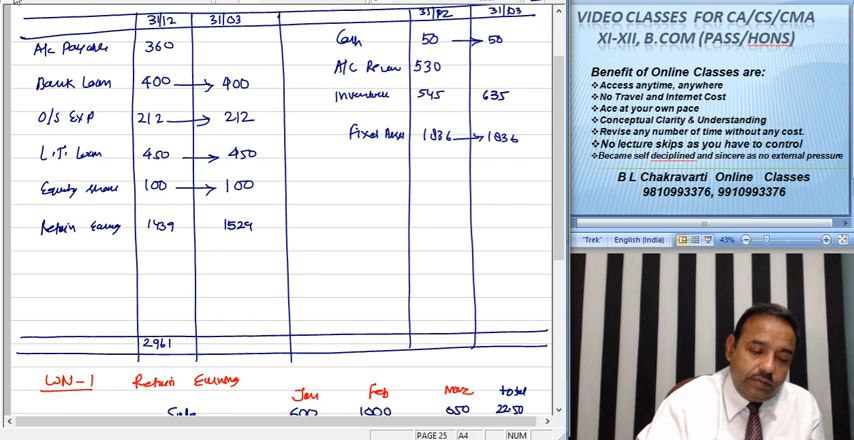 31/12 31/03 31/12 31/03
A/c Payable 360 Cash 50 50
Bank Loan 400 400 A/c Recev 530
O/S EXP 212 212 Inventories 545 635
L.T. Loan 450 450 Fixed Asset 1836 1836
Equity share 100 100
Retain Earng 1439 1529
2961
WN-1 Retain Earning
Jan Feb Mar total
Sale 600 1000 650 2250
VIDEO CLASSES FOR CA/CS/CMA
XI-XII, B.COM (PASS/HONS)
Benefit of Online Classes are:
❖Access anytime, anywhere
❖No Travel and Internet Cost
❖Ace at your own pace
❖Conceptual Clarity & Understanding
❖Revise any number of time without any cost.
❖No lecture skips as you have to control
❖Became self deciplined and sincere as no external pressure
B L Chakravarti Online Classes
9810993376, 9910993376
"Trek" English (India) 43%
PAGE 25 A4 NUM